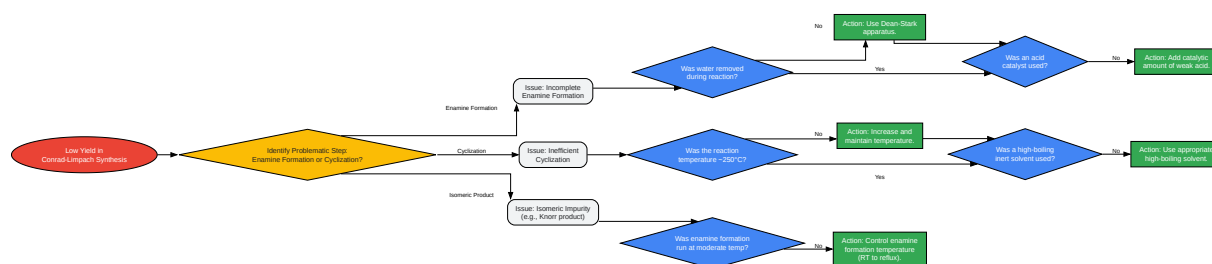 Low Yield in
Conrad-Limpach Synthesis
Identify Problematic Step:
Enamine Formation or Cyclization?
Enamine Formation
Cyclization
Isomeric Product
Issue: Incomplete
Enamine Formation
Issue: Inefficient
Cyclization
Issue: Isomeric Impurity
(e.g., Knorr product)
Was water removed
during reaction?
No
Yes
Action: Use Dean-Stark
apparatus.
Was an acid
catalyst used?
No
Action: Add catalytic
amount of weak acid.
Was the reaction
temperature ~250°C?
No
Yes
Action: Increase and
maintain temperature.
Was a high-boiling
inert solvent used?
No
Action: Use appropriate
high-boiling solvent.
Was enamine formation
run at moderate temp?
No
Action: Control enamine
formation temperature
(RT to reflux).